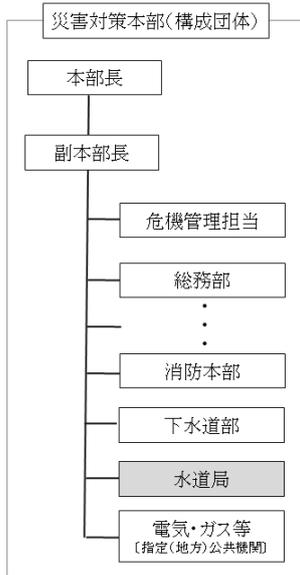 災害対策本部（構成団体）
本部長
副本部長
危機管理担当
総務部
・
・
・
消防本部
下水道部
水道局
電気・ガス等
〔指定（地方）公共機関〕